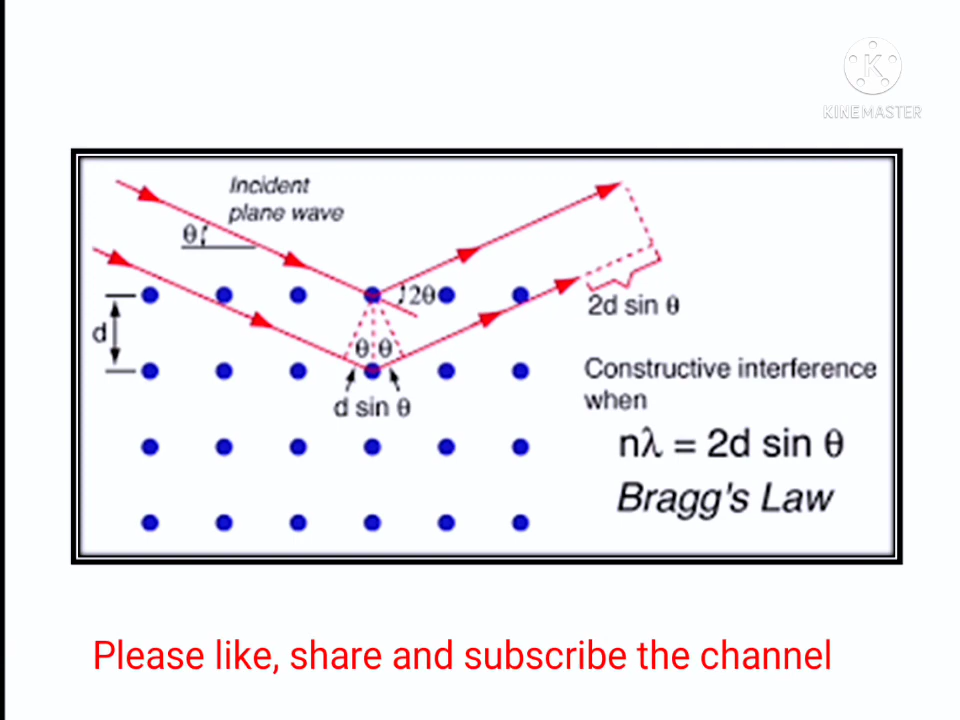 KINEMASTER
Incident
plane wave
θ
2θ
d
θ θ
d sin θ
2d sin θ
Constructive interference
when
nλ = 2d sin θ
Bragg's Law
Please like, share and subscribe the channel